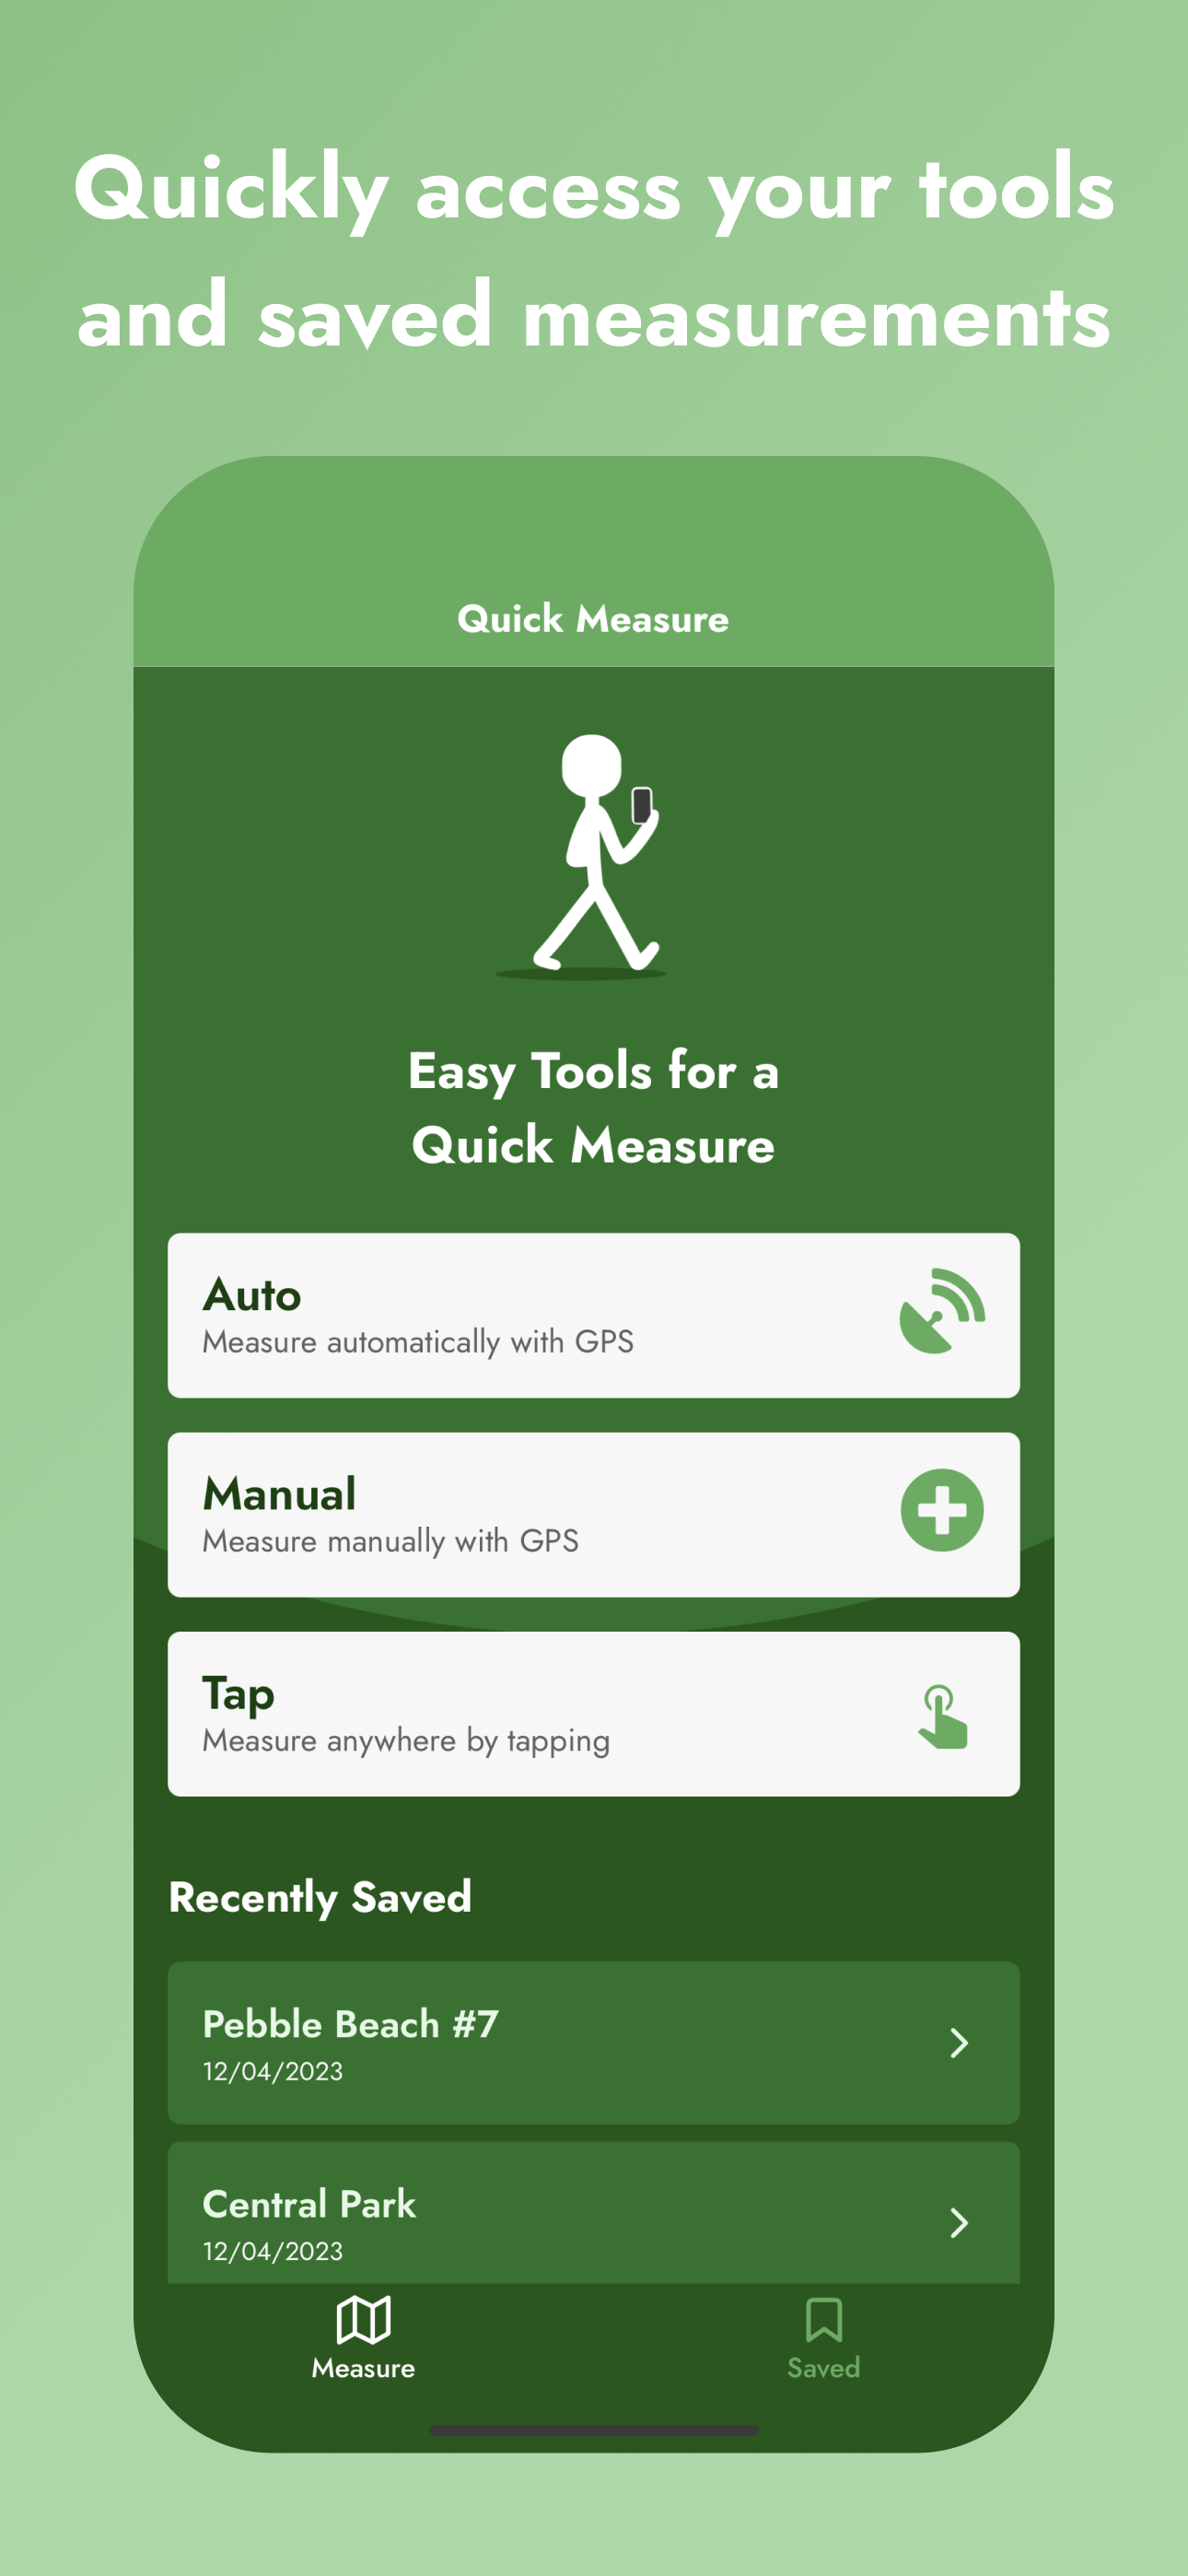 Quickly access your tools
and saved measurements
Quick Measure
Easy Tools for a
Quick Measure
Auto
Measure automatically with GPS
Manual
Measure manually with GPS
Tap
Measure anywhere by tapping
Recently Saved
Pebble Beach #7
12/04/2023
Central Park
12/04/2023
Measure
Saved